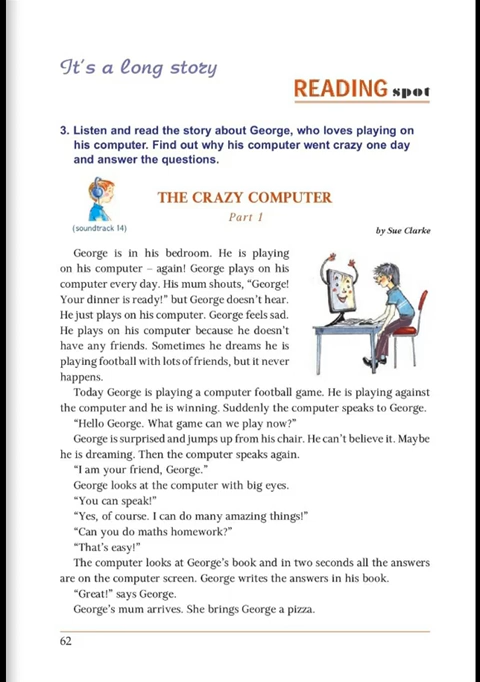 It's a long story
READING spot
3. Listen and read the story about George, who loves playing on
his computer. Find out why his computer went crazy one day
and answer the questions.
(soundtrack 14)
THE CRAZY COMPUTER
Part 1
by Sue Clarke
George is in his bedroom. He is playing
on his computer – again! George plays on his
computer every day. His mum shouts, “George!
Your dinner is ready!” but George doesn’t hear.
He just plays on his computer. George feels sad.
He plays on his computer because he doesn’t
have any friends. Sometimes he dreams he is
playing football with lots of friends, but it never
happens.
Today George is playing a computer football game. He is playing against
the computer and he is winning. Suddenly the computer speaks to George.
“Hello George. What game can we play now?”
George is surprised and jumps up from his chair. He can’t believe it. Maybe
he is dreaming. Then the computer speaks again.
“I am your friend, George.”
George looks at the computer with big eyes.
“You can speak!”
“Yes, of course. I can do many amazing things!”
“Can you do maths homework?”
“That’s easy!”
The computer looks at George’s book and in two seconds all the answers
are on the computer screen. George writes the answers in his book.
“Great!” says George.
George’s mum arrives. She brings George a pizza.
62